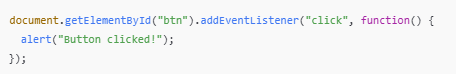 document.getElementById("btn").addEventListener("click", function() {
  alert("Button clicked!");
});